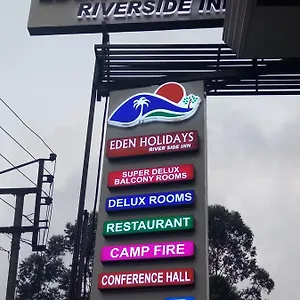 RIVERSIDE INN
EDEN HOLIDAYS
RIVER SIDE INN
SUPER DELUX
BALCONY ROOMS
DELUX ROOMS
RESTAURANT
CAMP FIRE
CONFERENCE HALL